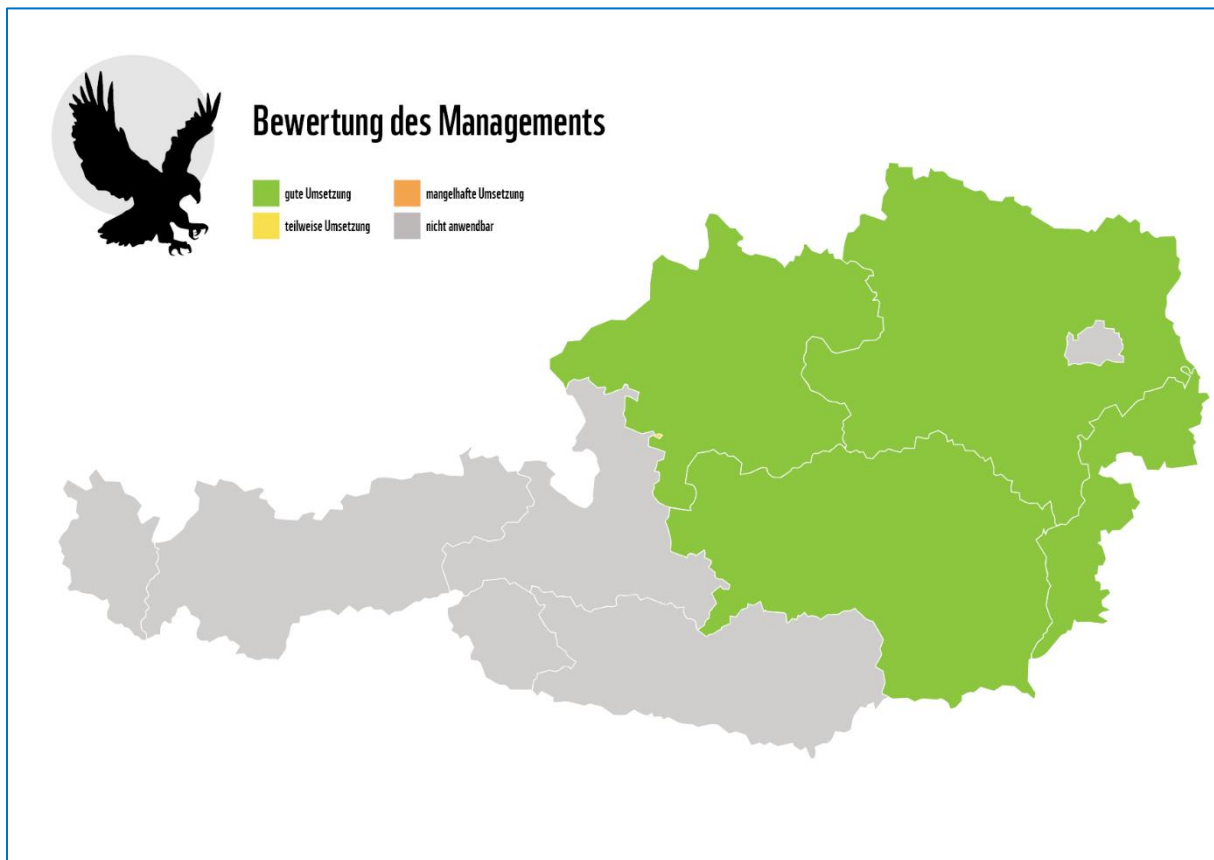 Bewertung des Managements
gute Umsetzung
mangelhafte Umsetzung
teilweise Umsetzung
nicht anwendbar